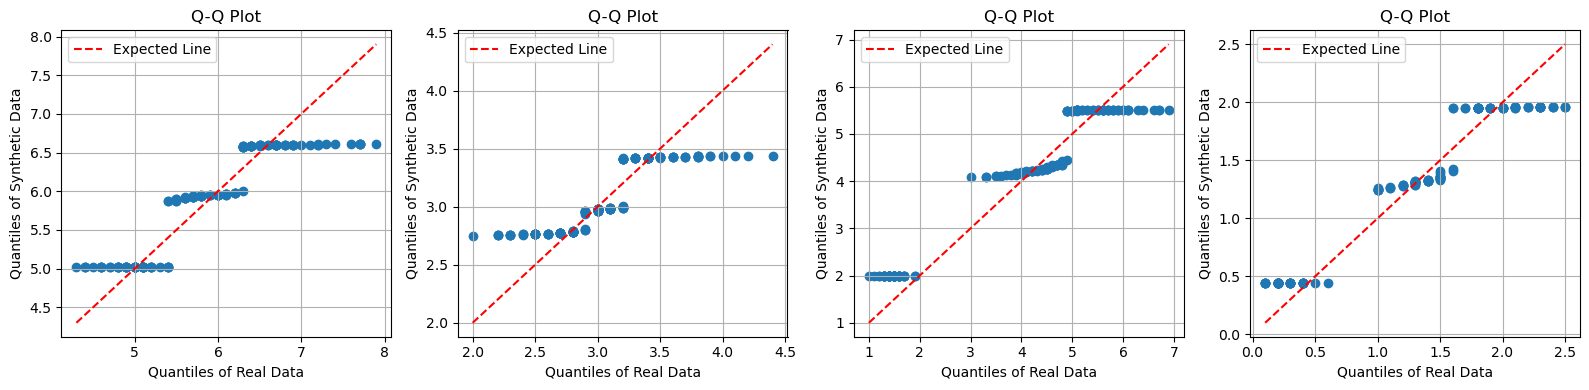 Q-Q Plot
Expected Line
Quantiles of Synthetic Data
8.0
7.5
7.0
6.5
6.0
5.5
5.0
4.5
5 6 7 8
Quantiles of Real Data
Q-Q Plot
Expected Line
Quantiles of Synthetic Data
4.5
4.0
3.5
3.0
2.5
2.0
2.0 2.5 3.0 3.5 4.0 4.5
Quantiles of Real Data
Q-Q Plot
Expected Line
Quantiles of Synthetic Data
7
6
5
4
3
2
1
1 2 3 4 5 6 7
Quantiles of Real Data
Q-Q Plot
Expected Line
Quantiles of Synthetic Data
2.5
2.0
1.5
1.0
0.5
0.0
0.0 0.5 1.0 1.5 2.0 2.5
Quantiles of Real Data